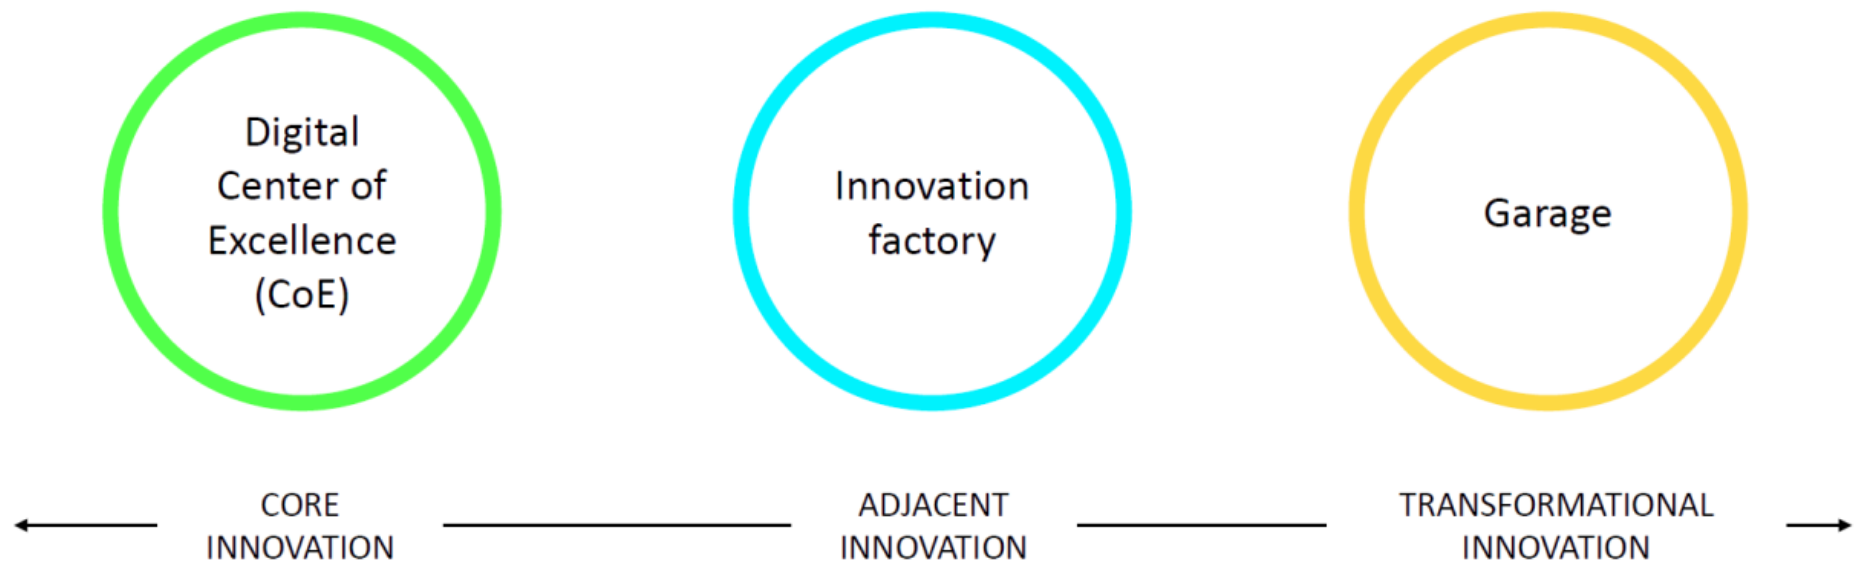 Digital
Center of
Excellence
(CoE)
Innovation
factory
Garage
CORE
INNOVATION
ADJACENT
INNOVATION
TRANSFORMATIONAL
INNOVATION